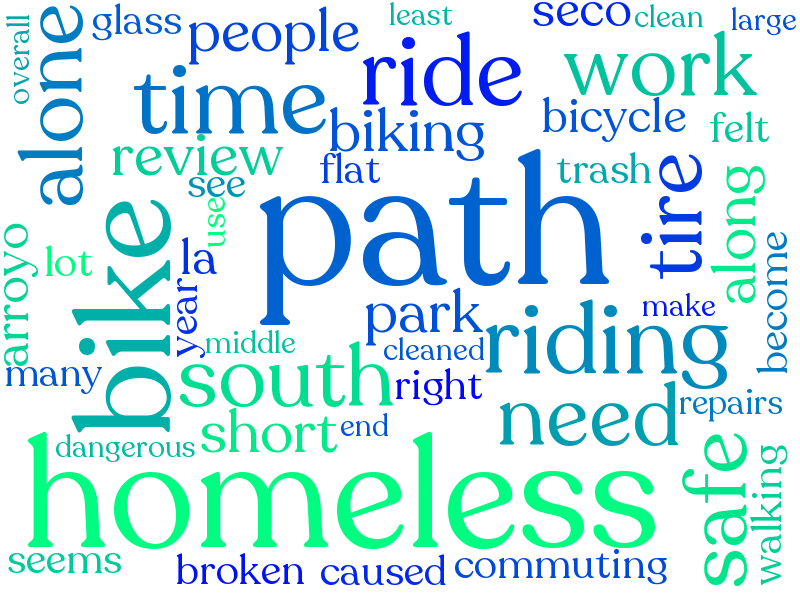 overall
alone
glass
people
least
seco
clean
large
time
ride
work
biking
bicycle
felt
review
see
flat
trash
tire
along
use
path
arroyo
lot
bike
la
year
park
make
become
many
middle
cleaned
riding
south
right
need
repairs
short
end
dangerous
homeless
safe
walking
seems
broken
caused
commuting